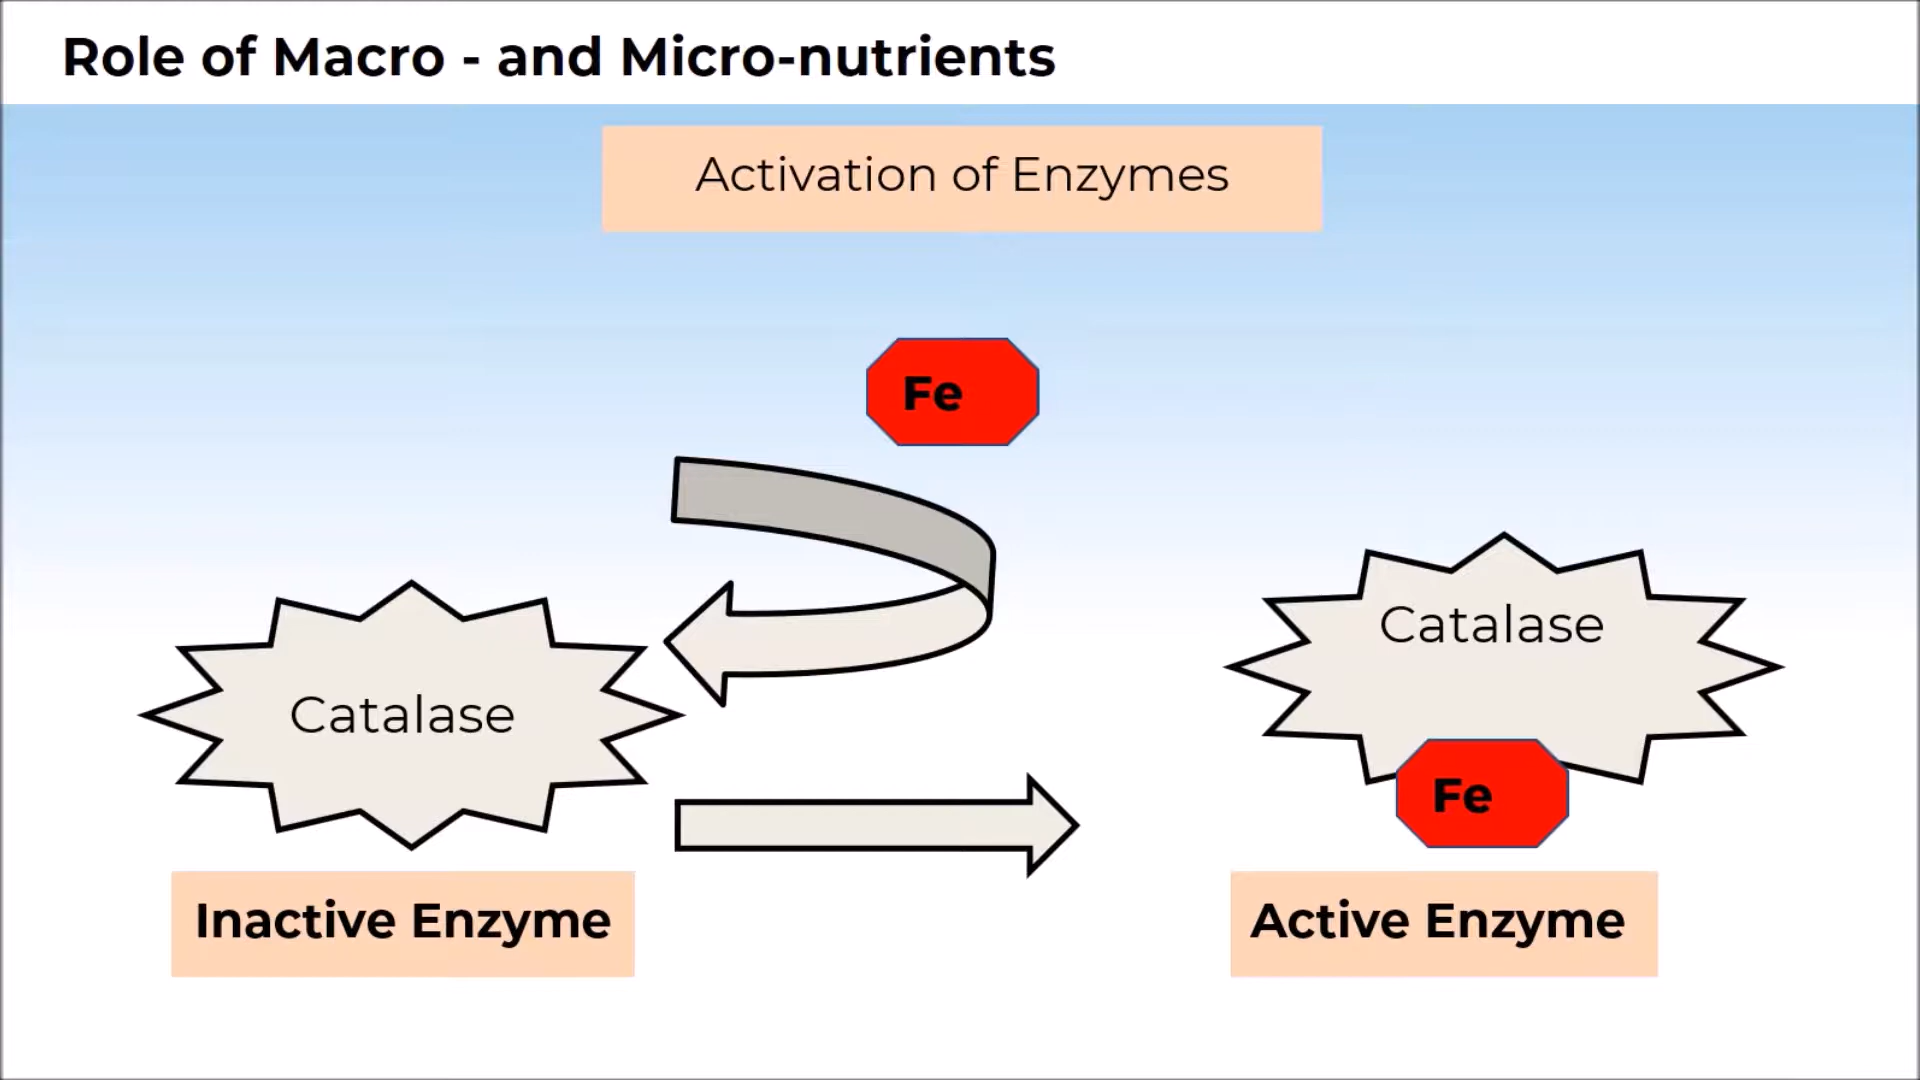 Role of Macro - and Micro-nutrients
Activation of Enzymes
Fe
Catalase
Catalase
Fe
Inactive Enzyme
Active Enzyme